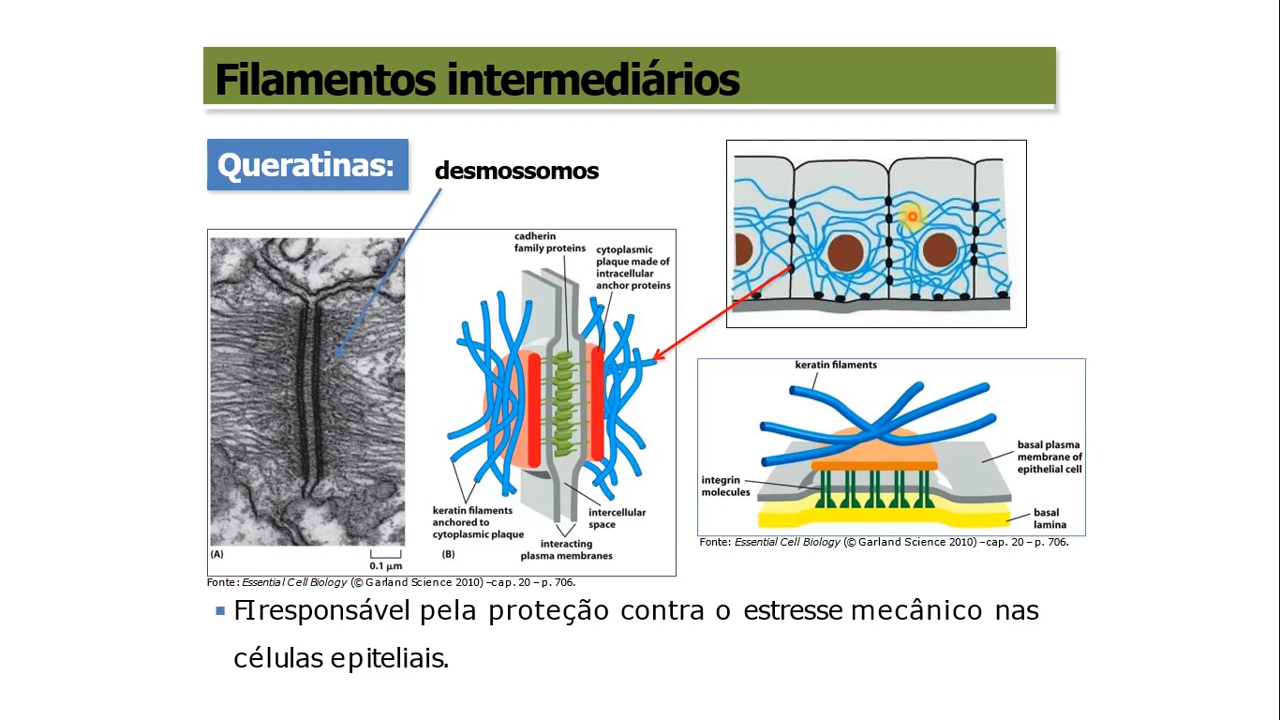 Filamentos intermediários
Queratinas:
desmossomos
cadherin
family proteins
cytoplasmic
plaque made of
intracellular
anchor proteins
keratin filaments
anchored to
cytoplasmic plaque
intercellular
space
interacting
plasma membranes
(A)
0.1 µm
(B)
Fonte: Essential Cell Biology (© Garland Science 2010) –cap. 20 – p. 706.
keratin filaments
basal plasma
membrane of
epithelial cell
integrin
molecules
basal
lamina
Fonte: Essential Cell Biology (© Garland Science 2010) –cap. 20 – p. 706.
▪ FI responsável pela proteção contra o estresse mecânico nas
células epiteliais.